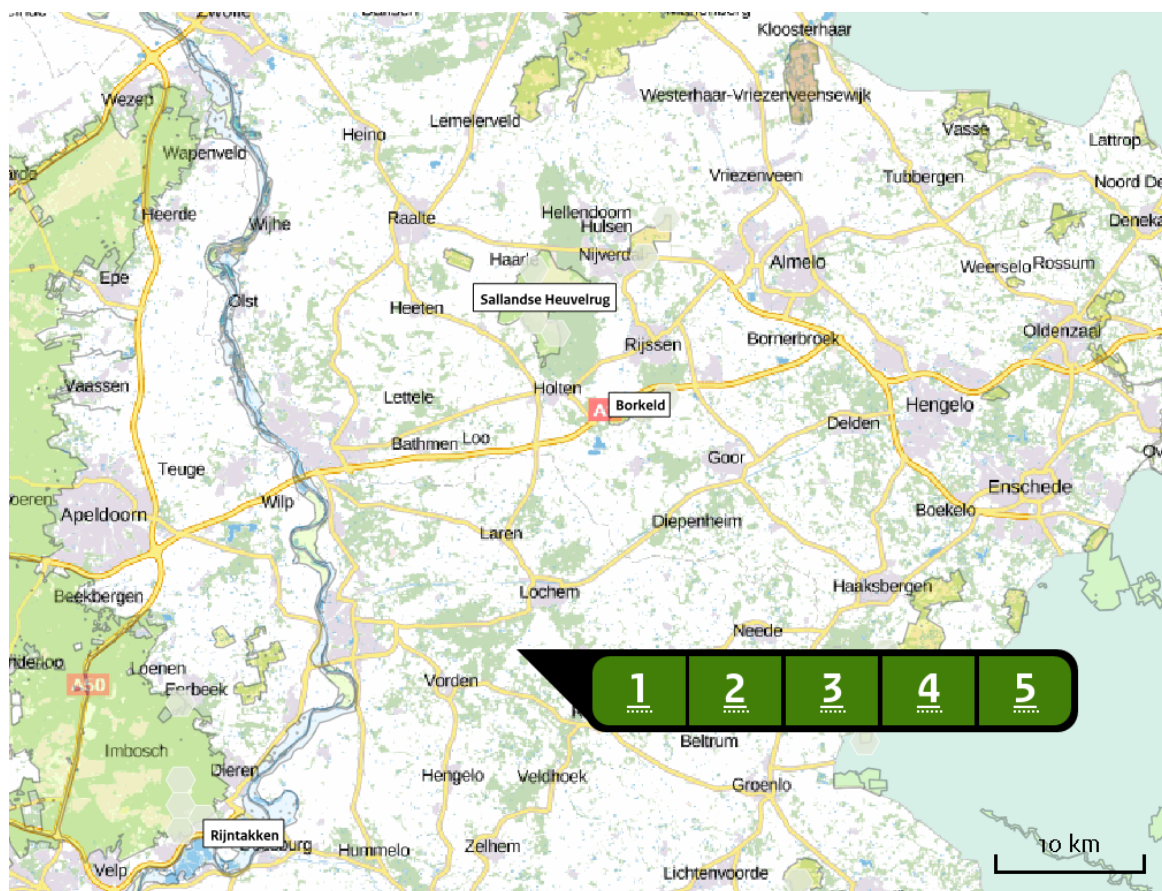 Zwolle
Kloosterhaar
Wezep
Westerhaar-Vriezenveensewijk
Lemelerveld
Heino
Vasse
Lattrop
Wapenveld
Vriezenveen
Tubbergen
Noord De
Heerde
Wijhe
Raalte
Hellendoorn
Hulsen
Deneka
Haarle
Nijverdal
Almelo
Weerselo
Rossum
Epe
Olst
Heeten
Sallandse Heuvelrug
Rijssen
Bornerbroek
Oldenzaal
Vaassen
Lettele
Holten
A
Borkeld
Hengelo
Delden
Bathmen
Loo
Goor
Teuge
Enschede
Wilp
Apeldoorn
Boekelo
Diepenheim
Laren
Haaksbergen
Beekbergen
Lochem
Neede
Loenen
A50
Eerbeek
Vorden
1
2
3
4
5
Imbosch
Beltrum
Dieren
Hengelo
Veldhoek
Groenlo
Rijntakken
Hummelo
Zelhem
10 km
Velp
Lichtenvoorde